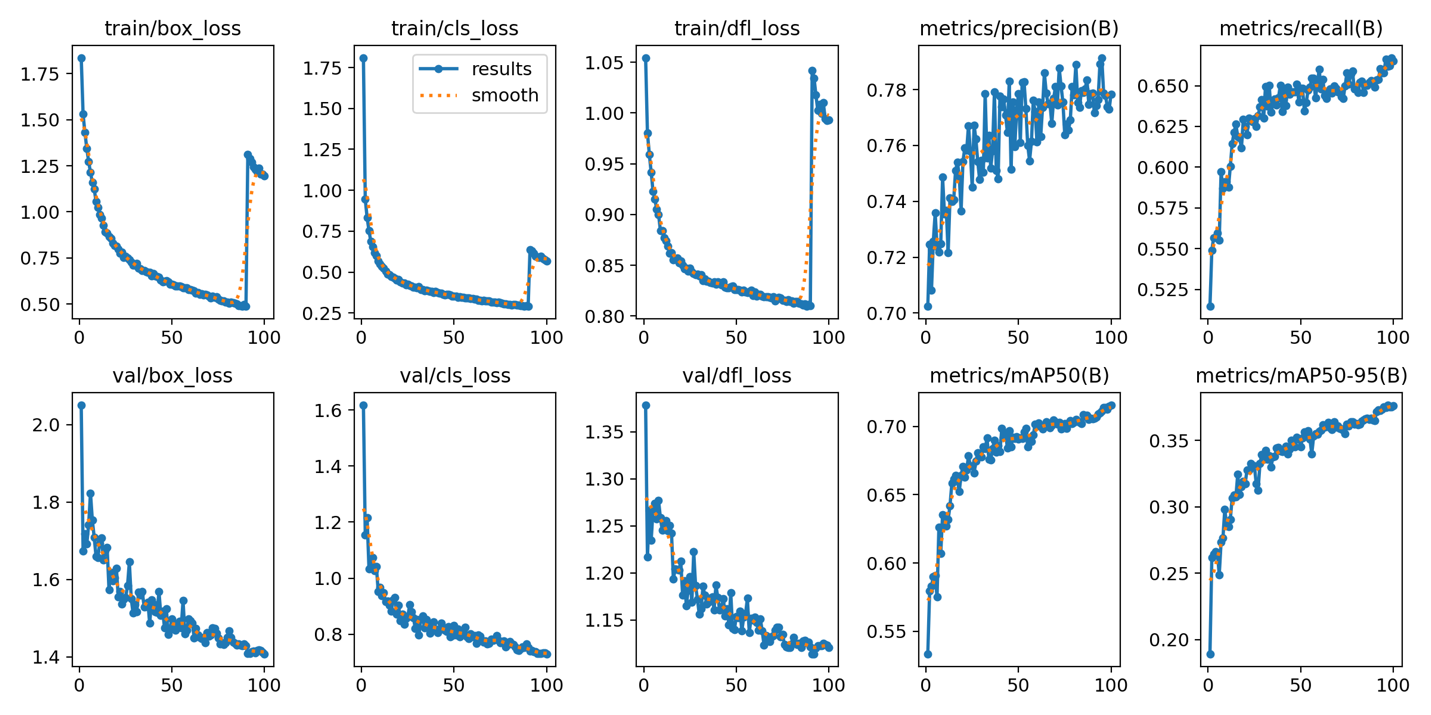 train/box_loss
1.75
1.50
1.25
1.00
0.75
0.50
0 50 100
train/cls_loss
results
smooth
1.75
1.50
1.25
1.00
0.75
0.50
0.25
0 50 100
train/dfl_loss
1.05
1.00
0.95
0.90
0.85
0.80
0 50 100
metrics/precision(B)
0.78
0.76
0.74
0.72
0.70
0 50 100
metrics/recall(B)
0.650
0.625
0.600
0.575
0.550
0.525
0 50 100
val/box_loss
2.0
1.8
1.6
1.4
0 50 100
val/cls_loss
1.6
1.4
1.2
1.0
0.8
0 50 100
val/dfl_loss
1.35
1.30
1.25
1.20
1.15
0 50 100
metrics/mAP50(B)
0.70
0.65
0.60
0.55
0 50 100
metrics/mAP50-95(B)
0.35
0.30
0.25
0.20
0 50 100